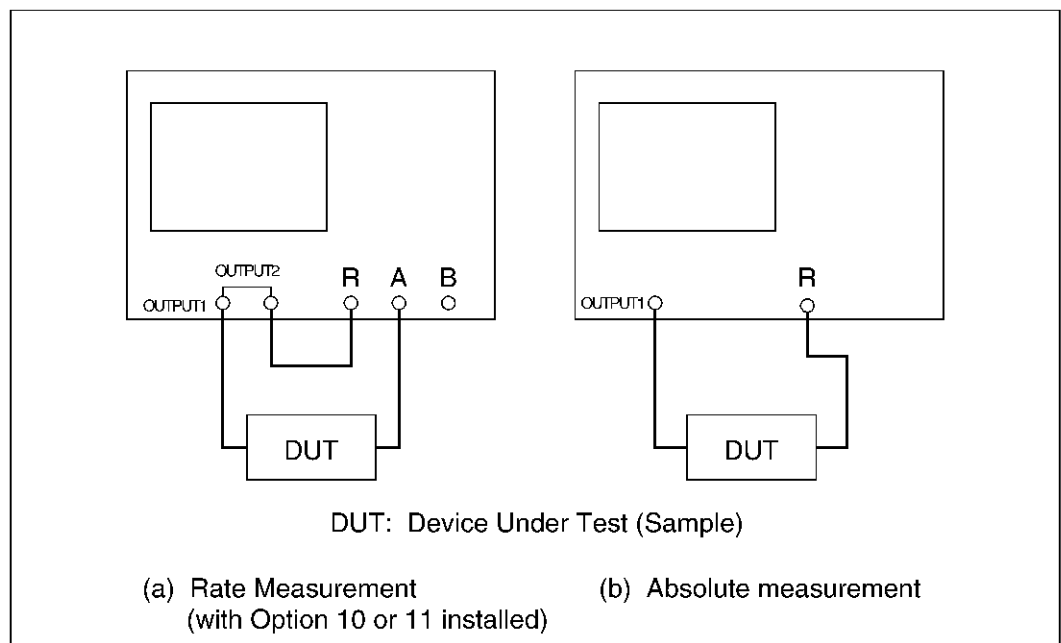 OUTPUT2
R A B
OUTPUT1
DUT
R
OUTPUT1
DUT
DUT: Device Under Test (Sample)
(a) Rate Measurement
(with Option 10 or 11 installed)
(b) Absolute measurement